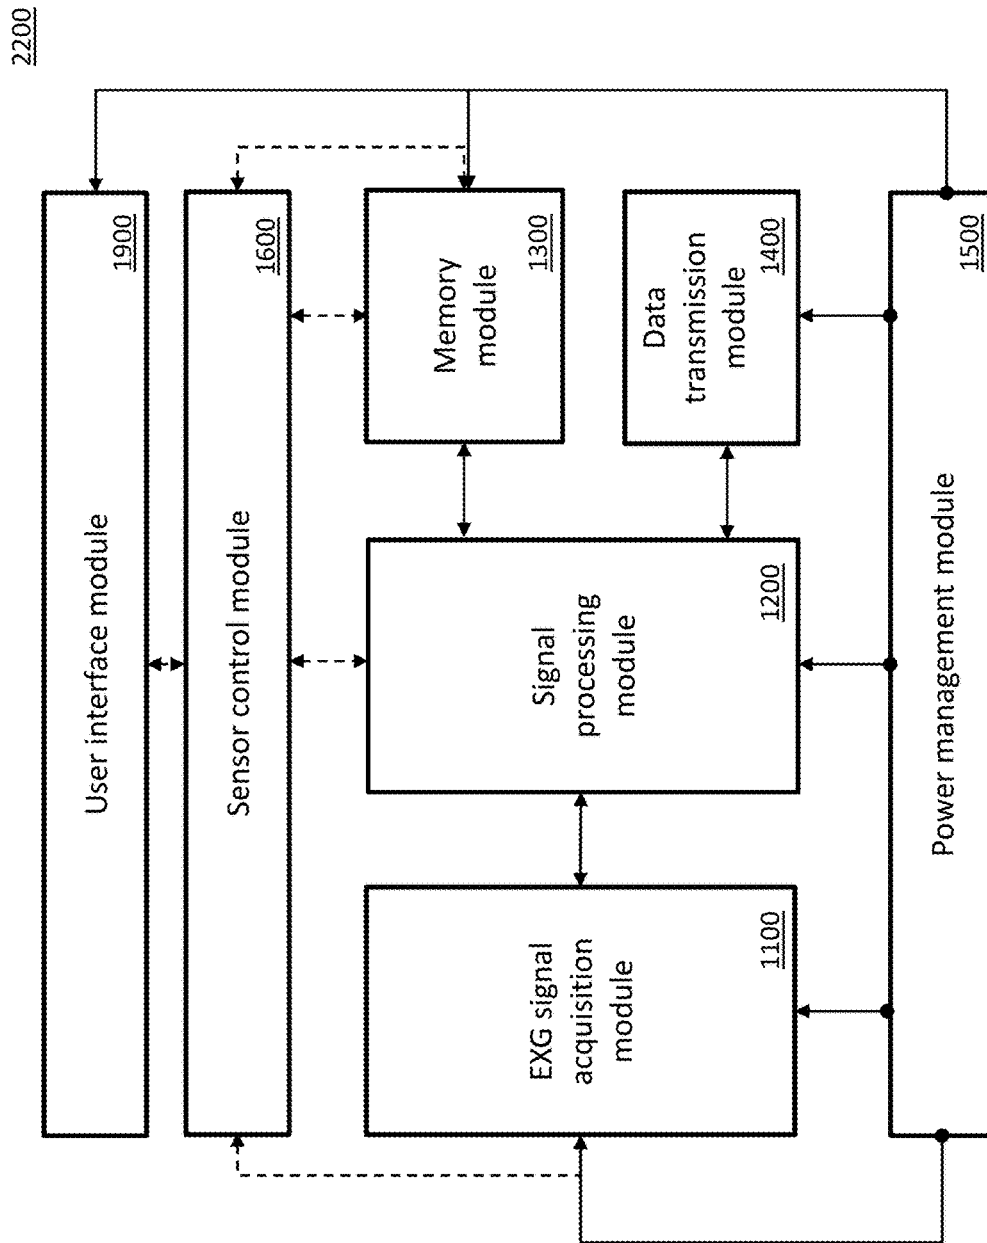 2200
User interface module
1900
Sensor control module
1600
EXG signal
acquisition
module
1100
Signal
processing
module
1200
Memory
module
1300
Data
transmission
module
1400
Power management module
1500